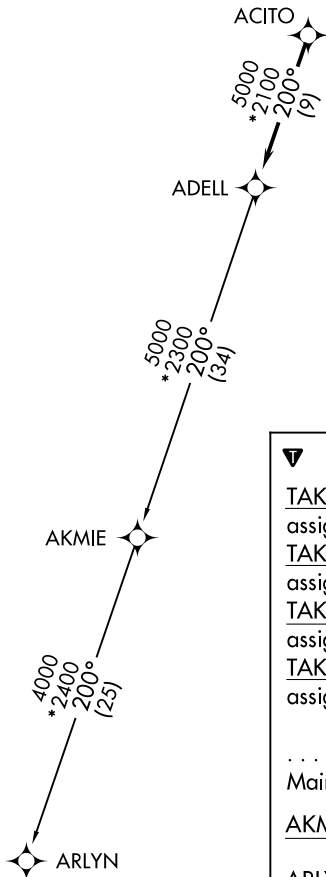 ACITO
5000
*2100
200°
(9)
ADELL
5000
*2300
200°
(34)
AKMIE
4000
*2400
200°
(25)
ARLYN
T
TAK
assig
TAK
assig
TAK
assig
TAK
assig
. . .
Main
AKM